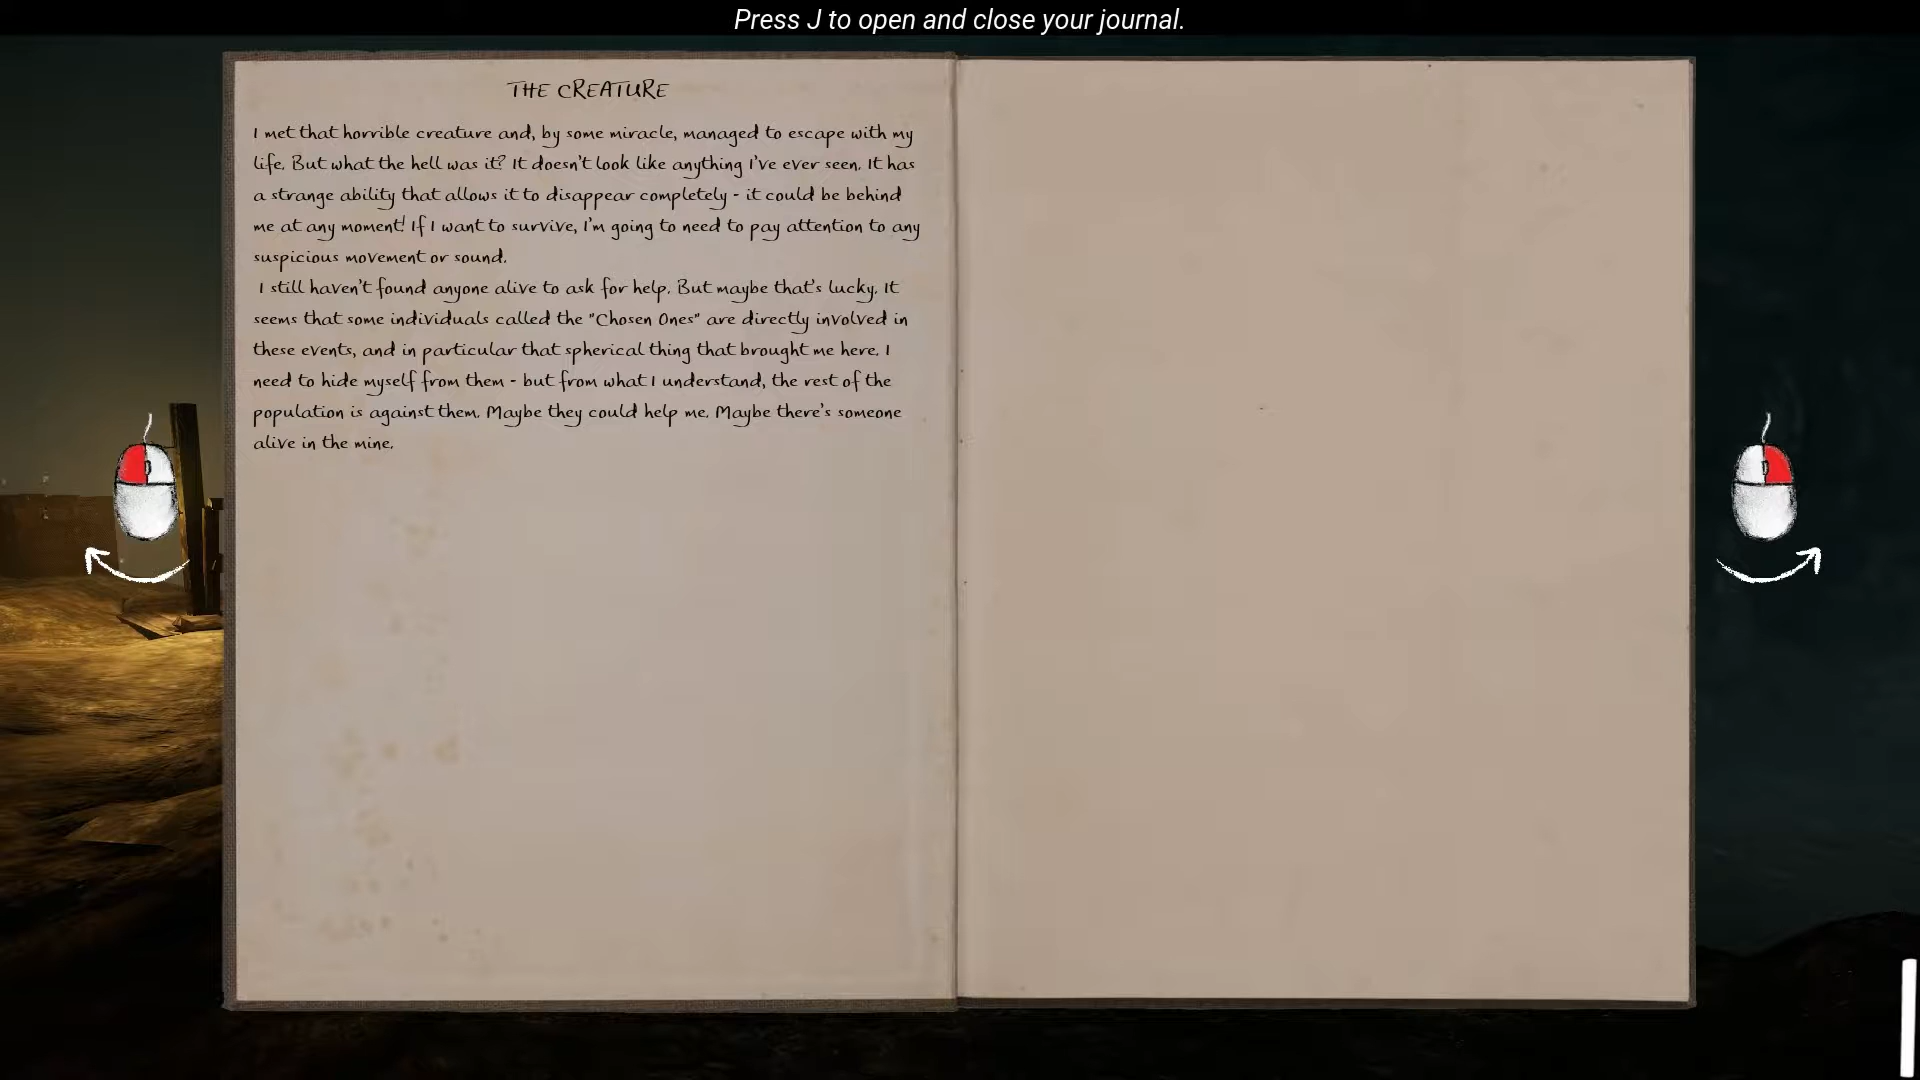 Press J to open and close your journal.
THE CREATURE
I met that horrible creature and, by some miracle, managed to escape with my
life. But what the hell was it? It doesn't look like anything I've ever seen. It has
a strange ability that allows it to disappear completely - it could be behind
me at any moment! If I want to survive, I'm going to need to pay attention to any
suspicious movement or sound.
I still haven't found anyone alive to ask for help. But maybe that's lucky. It
seems that some individuals called the "Chosen Ones" are directly involved in
these events, and in particular that spherical thing that brought me here. I
need to hide myself from them - but from what I understand, the rest of the
population is against them. Maybe they could help me. Maybe there's someone
alive in the mine.